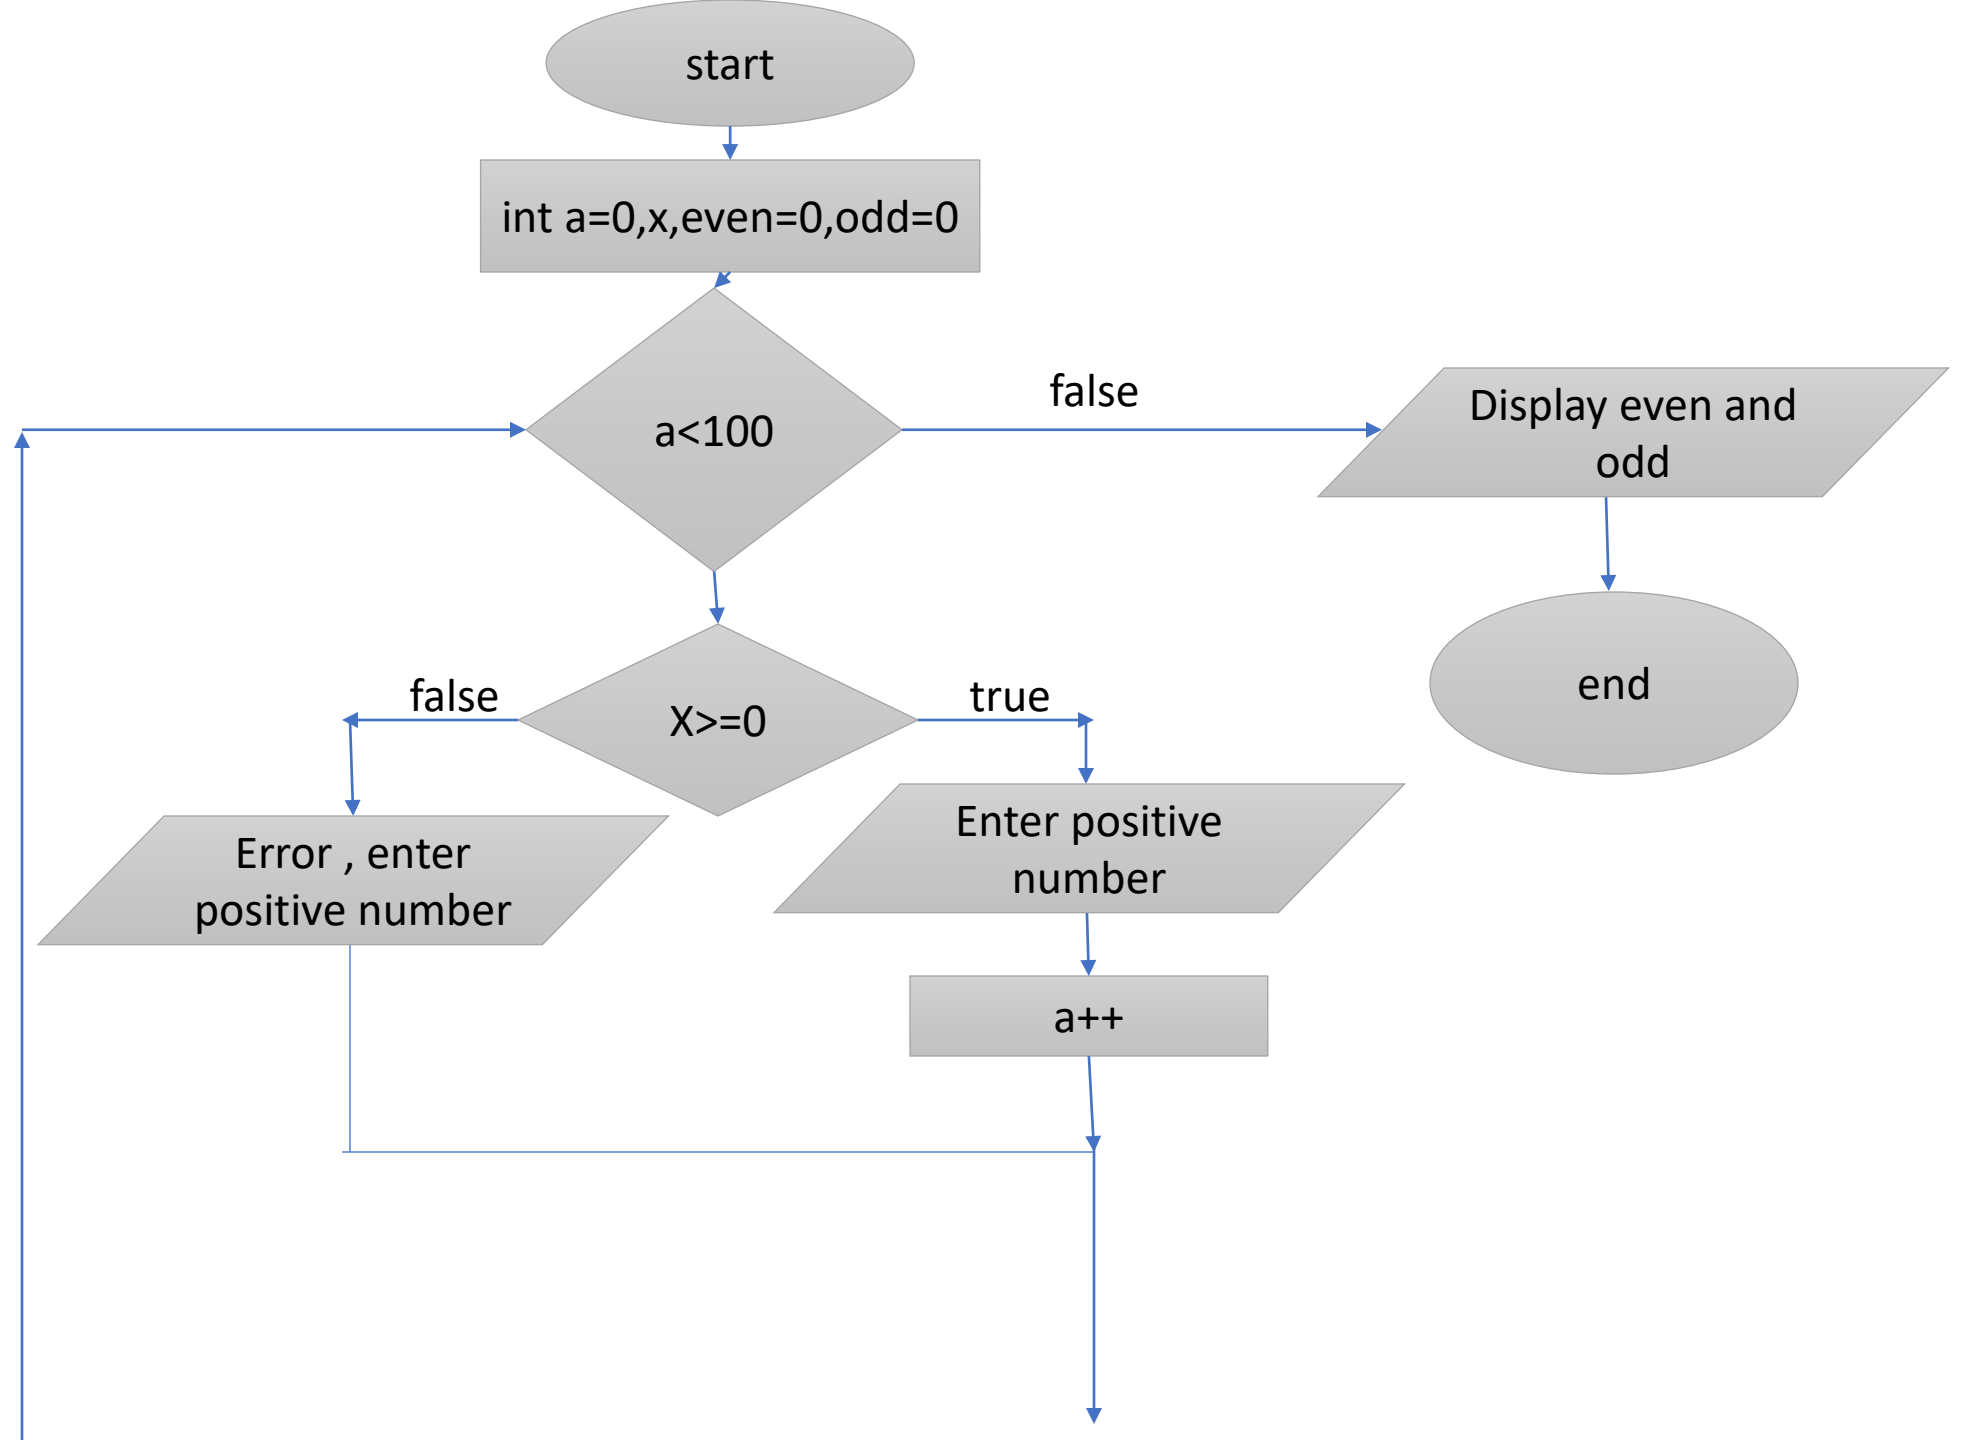 start
int a=0,x,even=0,odd=0
a<100
false
Display even and
odd
end
false
X>=0
true
Error , enter
positive number
Enter positive
number
a++